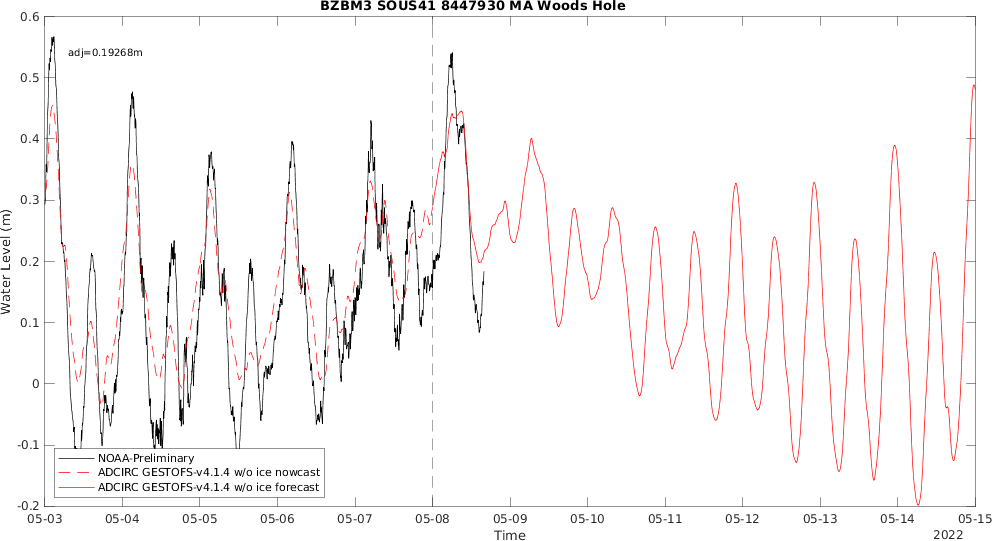 BZBM3 SOUS41 8447930 MA Woods Hole
adj=0.19268m
0.6
0.5
0.4
0.3
0.2
0.1
0
-0.1
-0.2
Water Level (m)
NOAA-Preliminary
ADCIRC GESTOFS-v4.1.4 w/o ice nowcast
ADCIRC GESTOFS-v4.1.4 w/o ice forecast
05-03 05-04 05-05 05-06 05-07 05-08 05-09 05-10 05-11 05-12 05-13 05-14 05-15
Time
2022